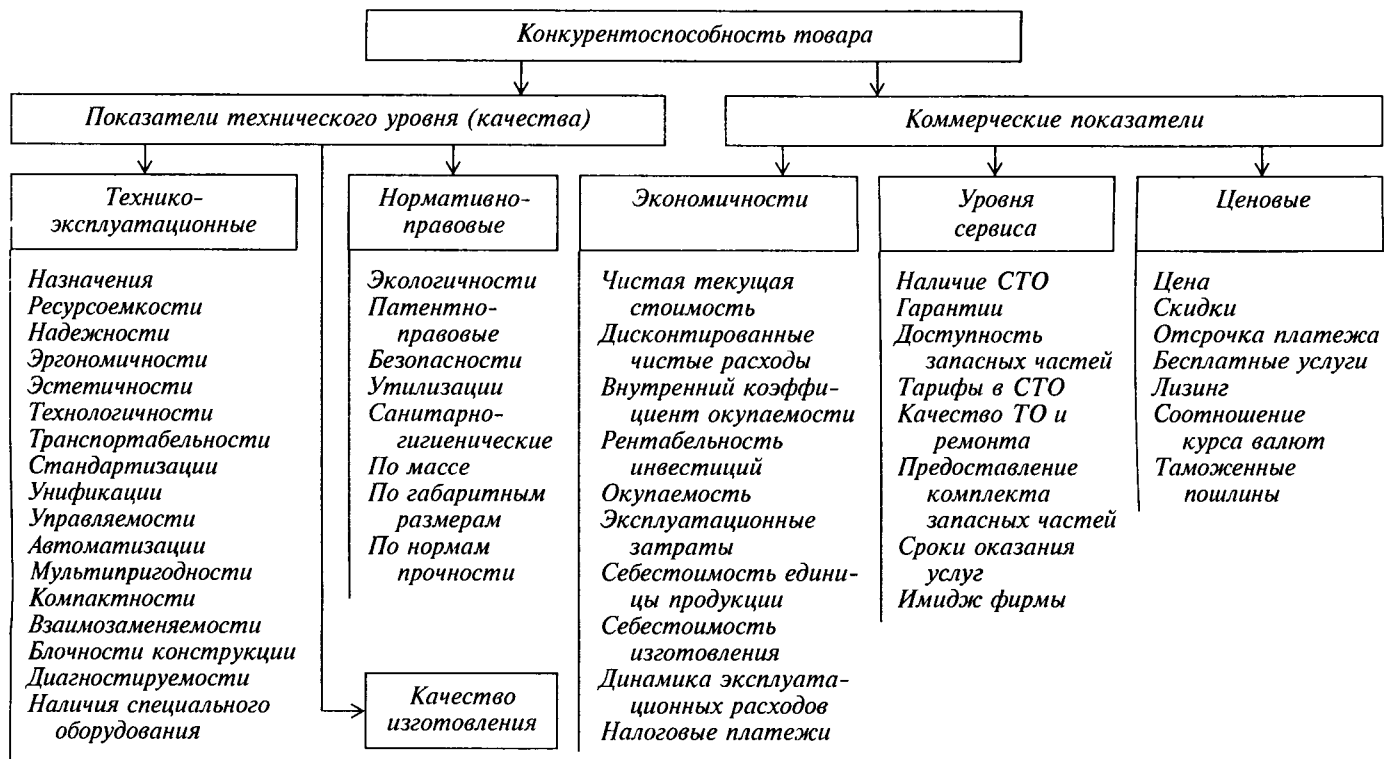 Конкурентоспособность товара
Показатели технического уровня (качества)
Коммерческие показатели
Технико-
эксплуатационные
Нормативно-
правовые
Экономичности
Уровня
сервиса
Ценовые
Назначения
Ресурсоемкости
Надежности
Эргономичности
Эстетичности
Технологичности
Транспортабельности
Стандартизации
Унификации
Управляемости
Автоматизации
Мультипригодности
Компактности
Взаимозаменяемости
Блочности конструкции
Диагностируемости
Наличия специального
оборудования
Экологичности
Патентно-
правовые
Безопасности
Утилизации
Санитарно-
гигиенические
По массе
По габаритным
размерам
По нормам
прочности
Качество
изготовления
Чистая текущая
стоимость
Дисконтированные
чистые расходы
Внутренний коэффи-
циент окупаемости
Рентабельность
инвестиций
Окупаемость
Эксплуатационные
затраты
Себестоимость едини-
цы продукции
Себестоимость
изготовления
Динамика эксплуата-
ционных расходов
Налоговые платежи
Наличие СТО
Гарантии
Доступность
запасных частей
Тарифы в СТО
Качество ТО и
ремонта
Предоставление
комплекта
запасных частей
Сроки оказания
услуг
Имидж фирмы
Цена
Скидки
Отсрочка платежа
Бесплатные услуги
Лизинг
Соотношение
курса валют
Таможенные
пошлины